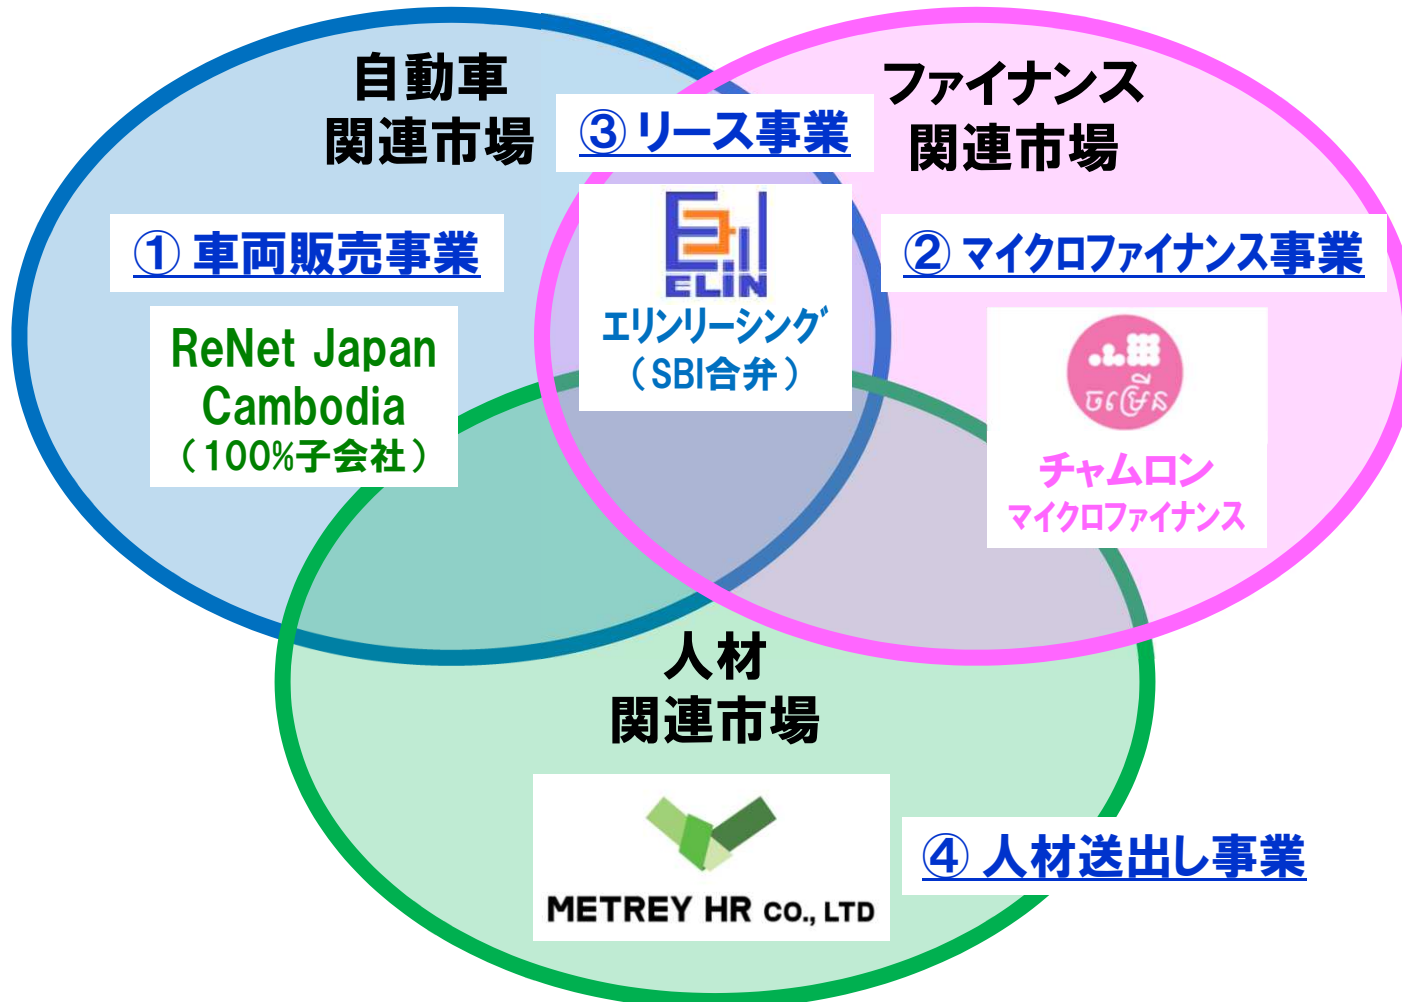 自動車
関連市場
ファイナンス
関連市場
③ リース事業
① 車両販売事業
② マイクロファイナンス事業
ELIN
エリンリーシング
（SBI合弁）
ReNet Japan
Cambodia
（100%子会社）
ចម្រើន
チャムロン
マイクロファイナンス
人材
関連市場
METREY HR CO., LTD
④ 人材送出し事業